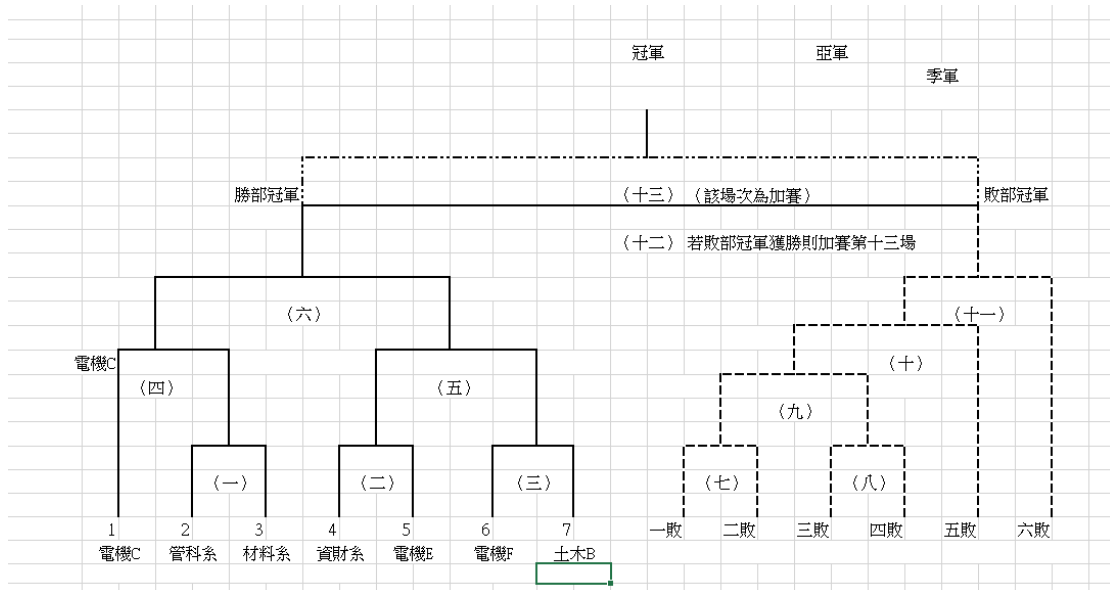 冠軍 亞軍
季軍
勝部冠軍 （十三）（該場次為加賽） 敗部冠軍
（十二） 若敗部冠軍獲勝則加賽第十三場
（六） （十一）
電機C （十）
（四） （五）
（九）
（一） （二） （三） （七） （八）
1 2 3 4 5 6 7 一敗 二敗 三敗 四敗 五敗 六敗
電機C 管科系 材料系 資財系 電機E 電機F 土木B